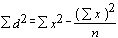 ∑d² = ∑x² − (∑x)²/n